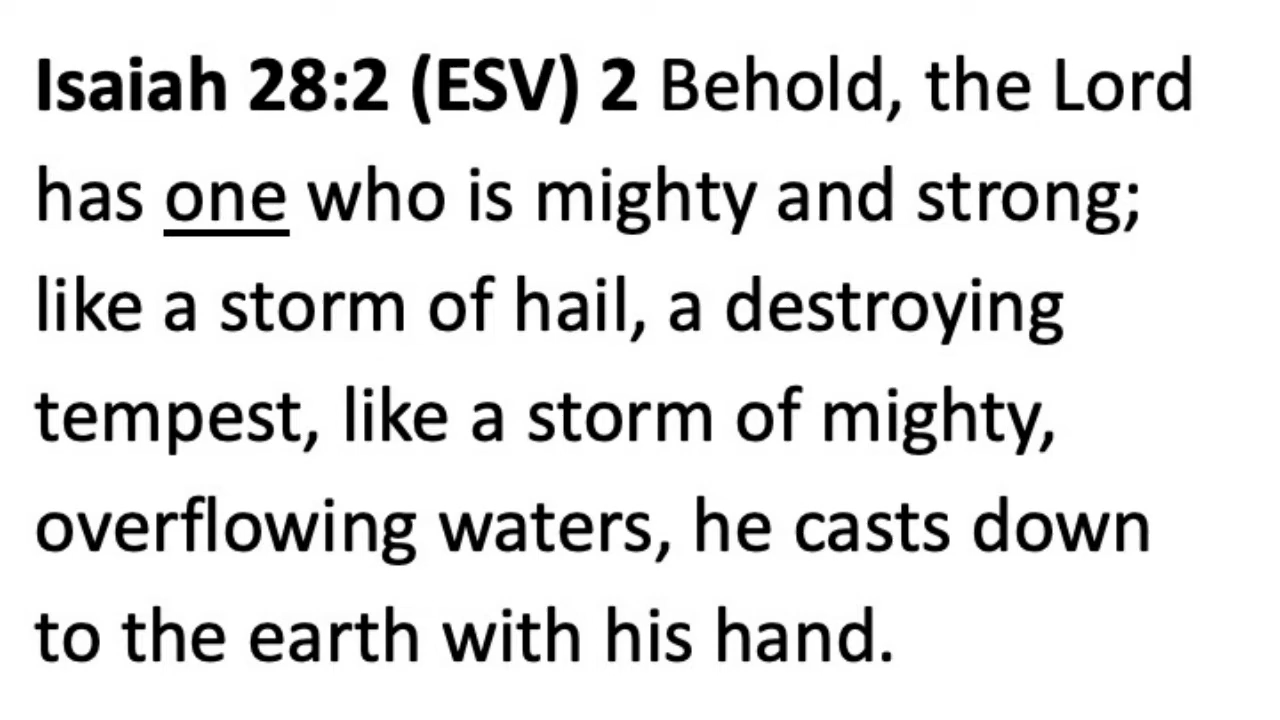 Isaiah 28:2 (ESV) 2 Behold, the Lord
has one who is mighty and strong;
like a storm of hail, a destroying
tempest, like a storm of mighty,
overflowing waters, he casts down
to the earth with his hand.